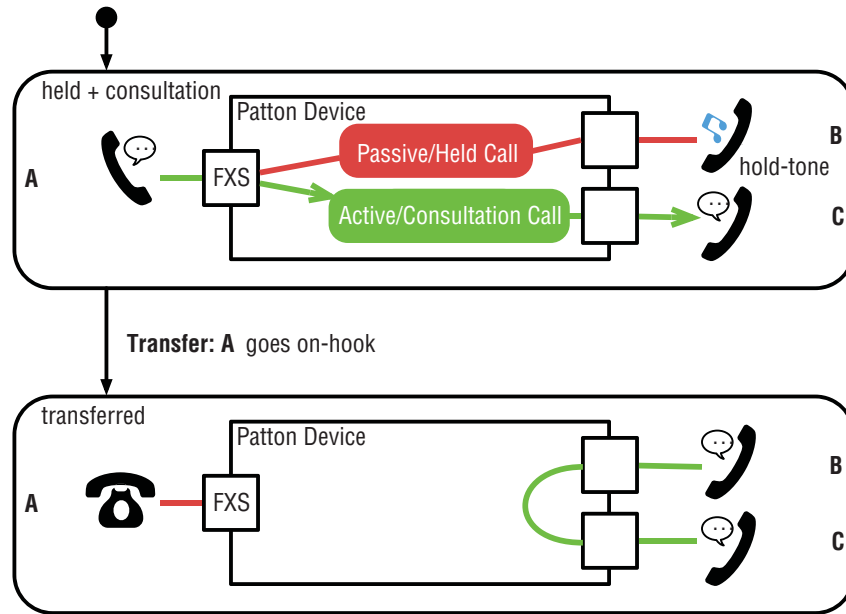 held + consultation
Patton Device
Passive/Held Call
B
hold-tone
A
FXS
Active/Consultation Call
C
Transfer: A goes on-hook
transferred
Patton Device
B
A
FXS
C